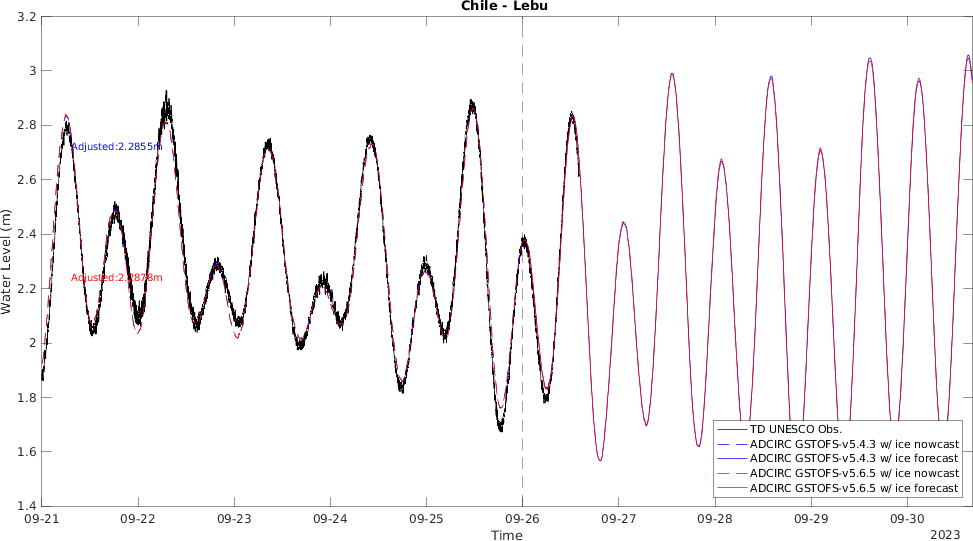 Chile - Lebu
3.2
3
2.8
2.6
2.4
2.2
2
1.8
1.6
1.4
Water Level (m)
Adjusted:2.2855m
Adjusted:2.2878m
TD UNESCO Obs.
ADCIRC GSTOFS-v5.4.3 w/ ice nowcast
ADCIRC GSTOFS-v5.4.3 w/ ice forecast
ADCIRC GSTOFS-v5.6.5 w/ ice nowcast
ADCIRC GSTOFS-v5.6.5 w/ ice forecast
09-21 09-22 09-23 09-24 09-25 09-26 09-27 09-28 09-29 09-30
Time
2023